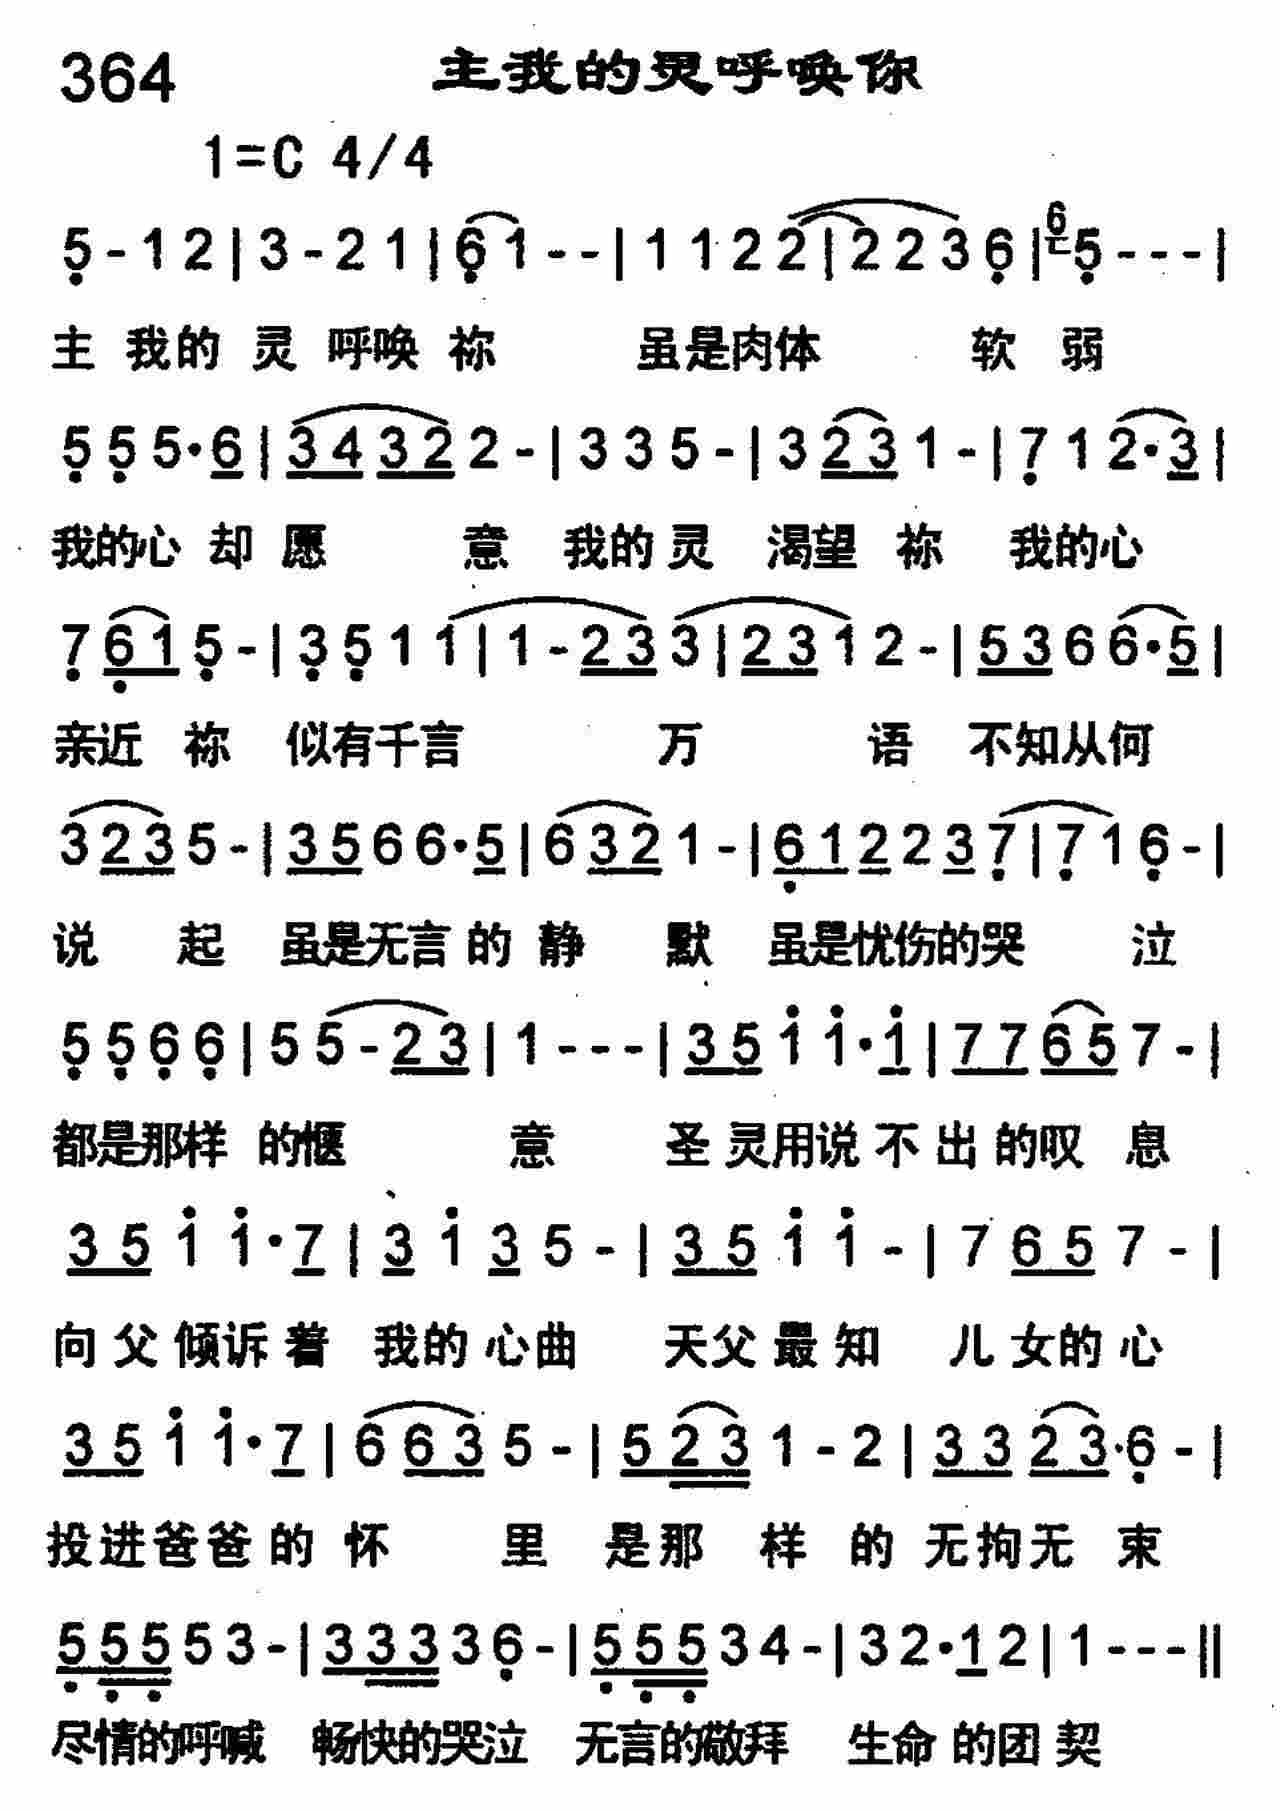 364 主我的灵呼唤你
1=C 4/4
5 - 1 2 | 3 - 2 1 | 6 1 - - | 1 1 2 2 | 2 2 3 6 | 6 5 - - - |
主 我的 灵 呼唤 祢 虽是肉体 软 弱
5 5 5· 6 | 3 4 3 2 2 - | 3 3 5 - | 3 2 3 1 - | 7 1 2· 3 |
我的心 却 愿 意 我的 灵 渴望 祢 我的心
7 6 1 5 - | 3 5 1 1 | 1 - 2 3 3 | 2 3 1 2 - | 5 3 6 6· 5 |
亲近 祢 似有千言 万 语 不知从何
3 2 3 5 - | 3 5 6 6· 5 | 6 3 2 1 - | 6 1 2 2 3 7 | 7 1 6 - |
说 起 虽是无言 的 静 默 虽是忧伤的哭 泣
5 5 6 6 | 5 5 - 2 3 | 1 - - - | 3 5 1 1· 1 | 7 7 6 5 7 - |
都是那样 的惬 意 圣 灵用说 不 出 的叹 息
3 5 1 1· 7 | 3 1 3 5 - | 3 5 1 1 - | 7 6 5 7 - |
向 父 倾诉 着 我的 心曲 天父 最 知 儿 女的 心
3 5 1 1· 7 | 6 6 3 5 - | 5 2 3 1 - 2 | 3 3 2 3· 6 - |
投进爸爸 的 怀 里 是那 样 的 无拘无 束
5 5 5 5 3 - | 3 3 3 3 6 - | 5 5 5 3 4 - | 3 2· 1 2 | 1 - - - ||
尽情的呼喊 畅快的哭泣 无言的敬拜 生命 的团 契